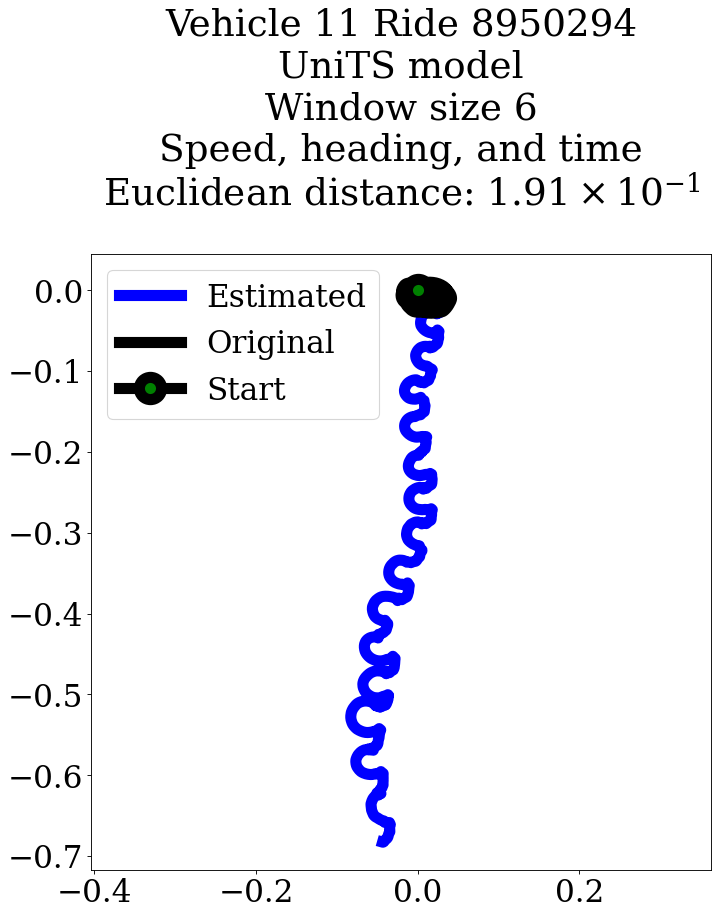 Vehicle 11 Ride 8950294
UniTS model
Window size 6
Speed, heading, and time
Euclidean distance: 1.91 × 10⁻¹
Estimated
Original
Start
0.0
−0.1
−0.2
−0.3
−0.4
−0.5
−0.6
−0.7
−0.4
−0.2
0.0
0.2